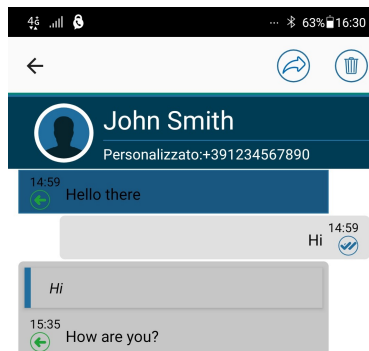 4G ... 63% 16:30
John Smith
Personalizzato:+391234567890
14:59
Hello there
14:59
Hi
Hi
15:35
How are you?